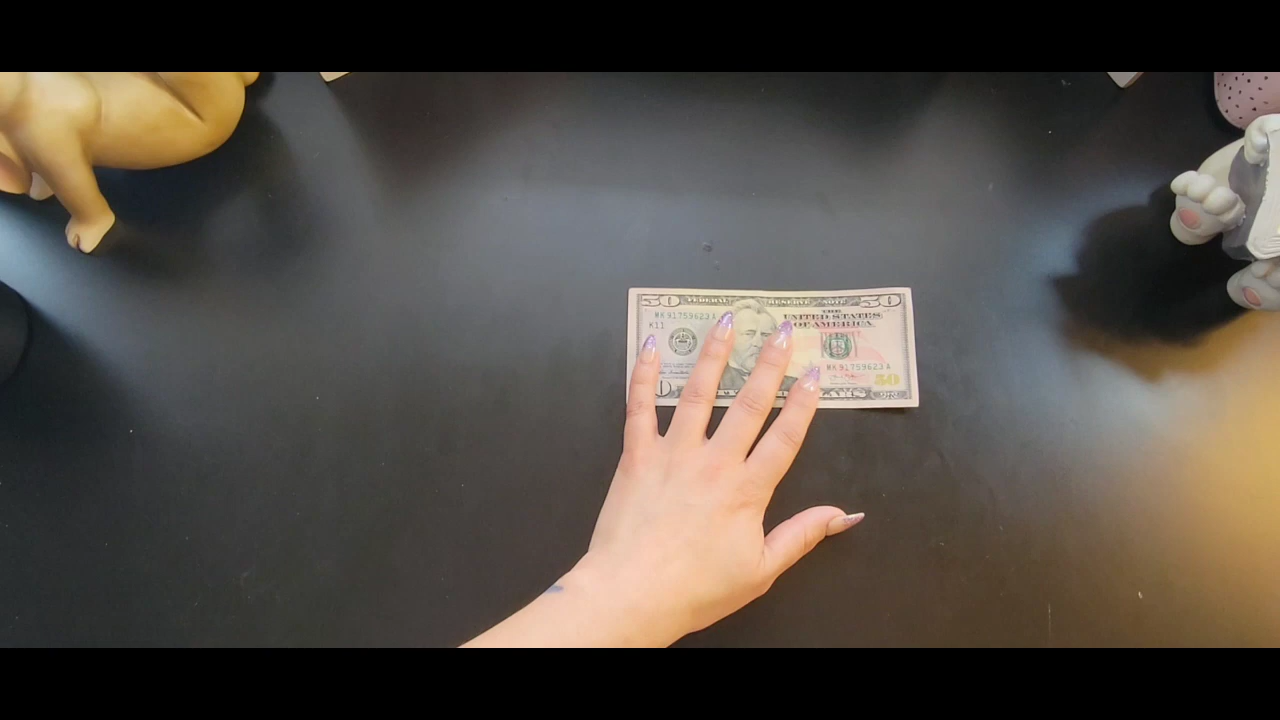 50 FEDERAL RESERVE NOTE 50
THE
UNITED STATES
OF AMERICA
MK 91759623 A
K11
MK 91759623 A
50